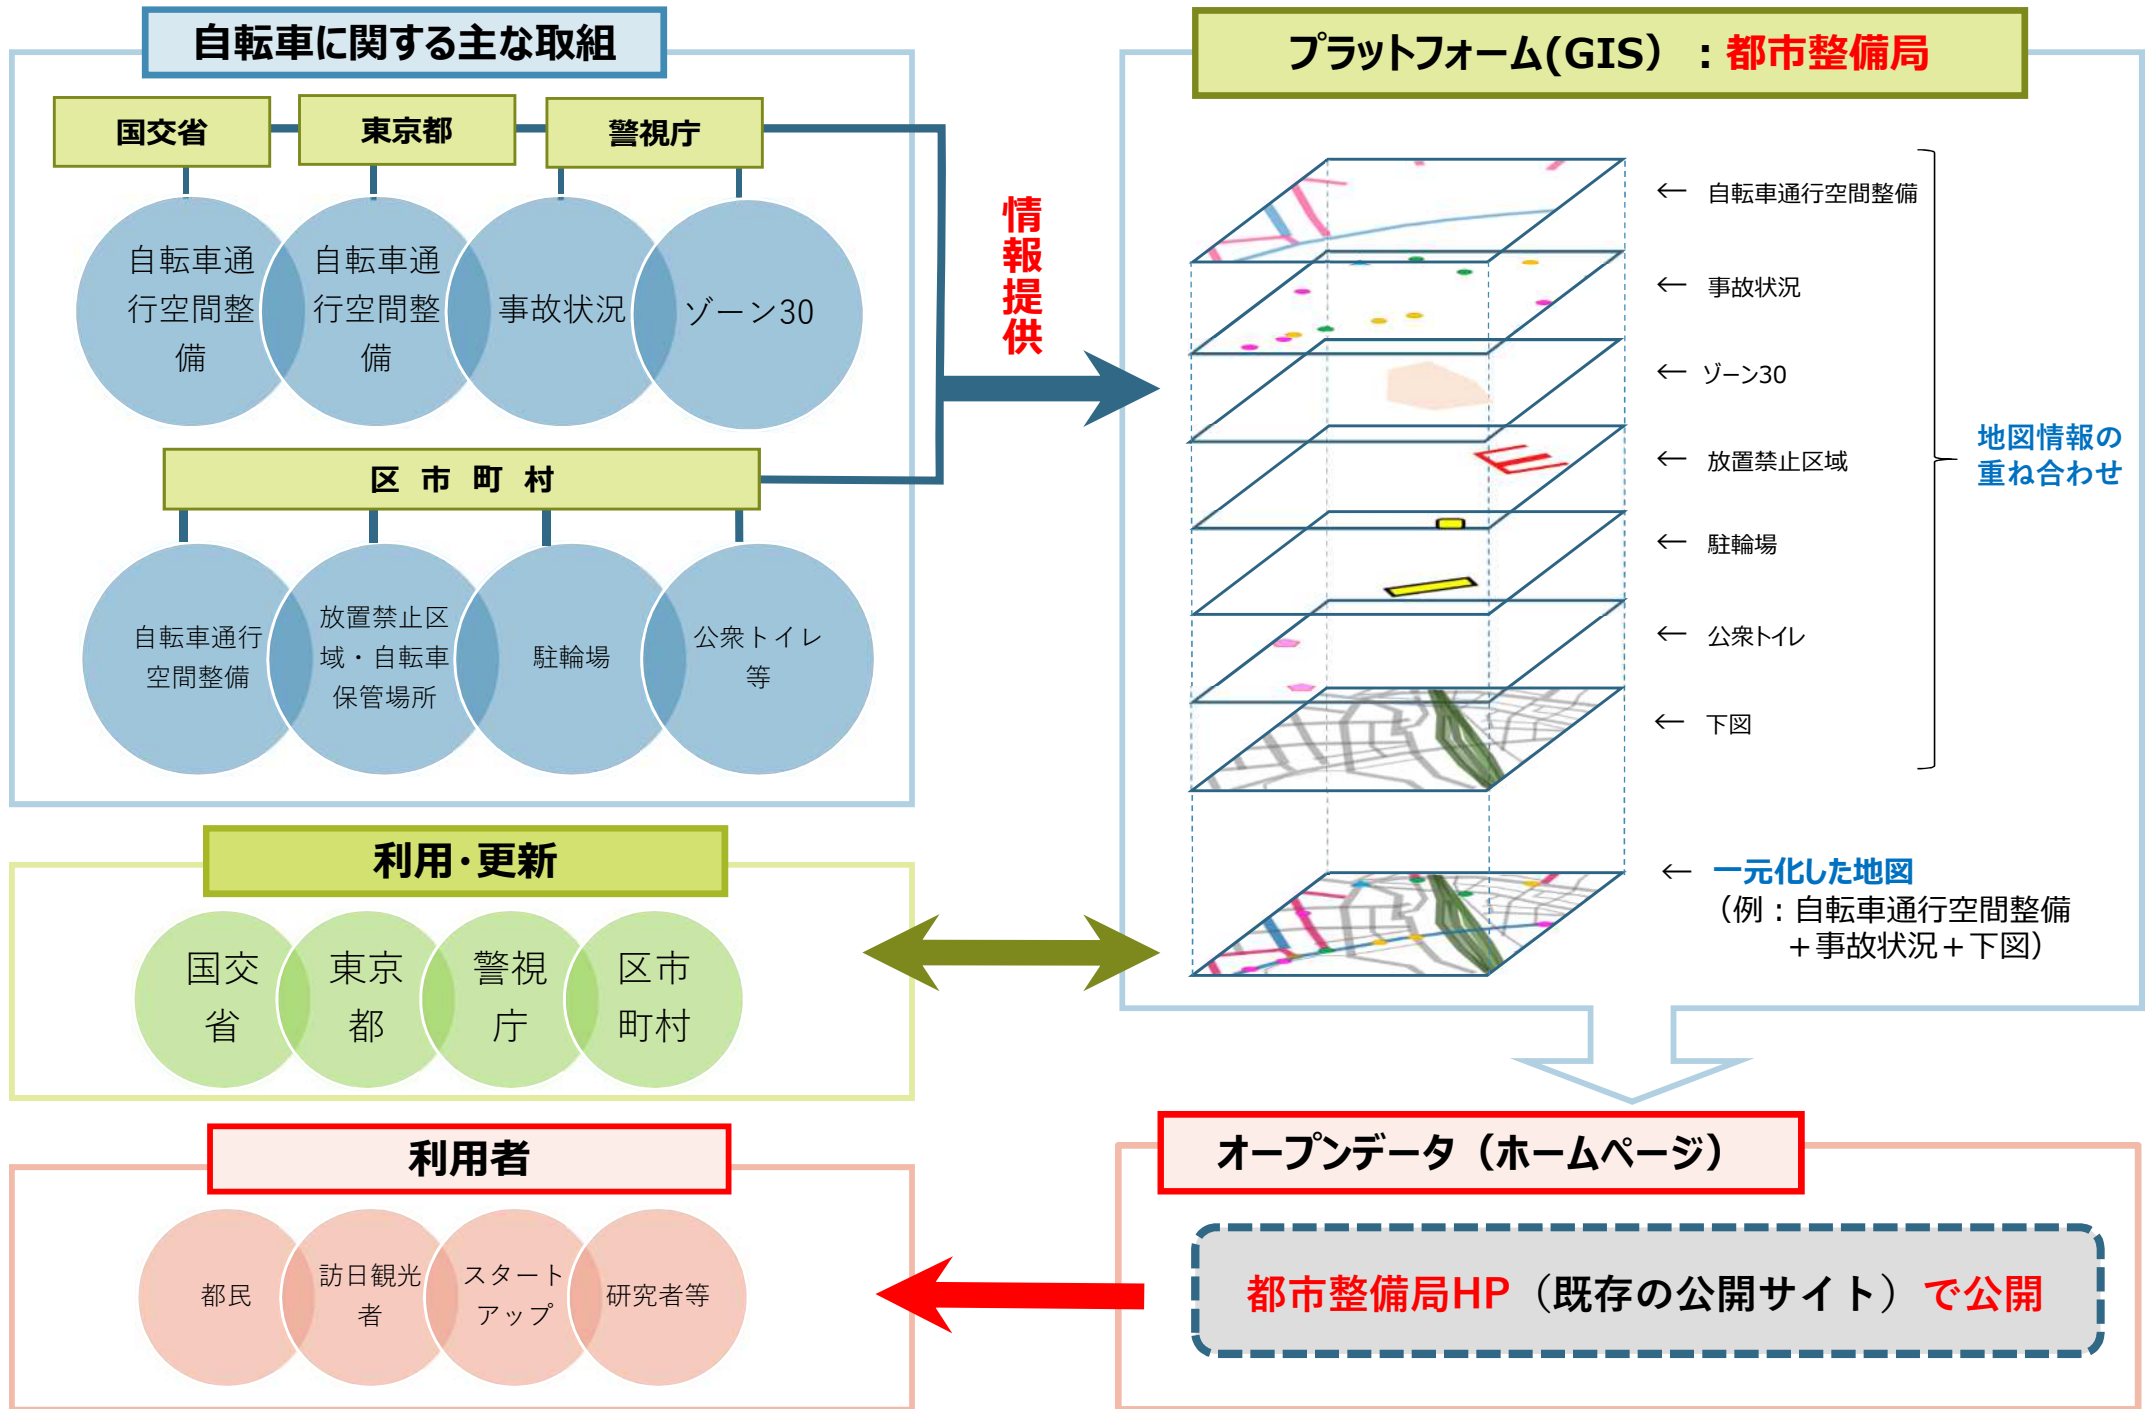 自転車に関する主な取組
国交省
東京都
警視庁
自転車通
行空間整
備
自転車通
行空間整
備
事故状況
ゾーン30
区 市 町 村
自転車通行
空間整備
放置禁止区
域・自転車
保管場所
駐輪場
公衆トイレ
等
情報提供
プラットフォーム(GIS）：都市整備局
← 自転車通行空間整備
← 事故状況
← ゾーン30
← 放置禁止区域
← 駐輪場
← 公衆トイレ
← 下図
地図情報の
重ね合わせ
← 一元化した地図
（例：自転車通行空間整備
＋事故状況＋下図）
利用・更新
国交
省
東京
都
警視
庁
区市
町村
利用者
都民
訪日観光
者
スタート
アップ
研究者等
オープンデータ（ホームページ）
都市整備局HP（既存の公開サイト）で公開